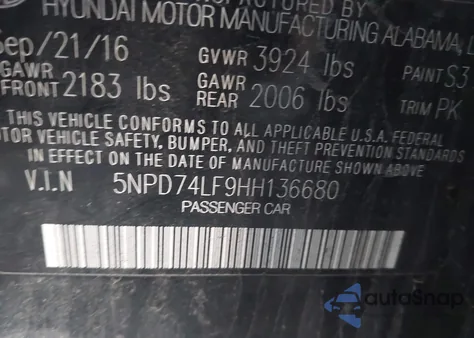 MANUFACTURED BY
HYUNDAI MOTOR MANUFACTURING ALABAMA,
Sep/21/16 GVWR 3924 lbs PAINT S3
GAWR FRONT 2183 lbs GAWR REAR 2006 lbs TRIM PK
THIS VEHICLE CONFORMS TO ALL APPLICABLE U.S.A. FEDERAL
MOTOR VEHICLE SAFETY, BUMPER, AND THEFT PREVENTION STANDARDS
IN EFFECT ON THE DATE OF MANUFACTURE SHOWN ABOVE.
V.I.N 5NPD74LF9HH136680
PASSENGER CAR
autoSnap